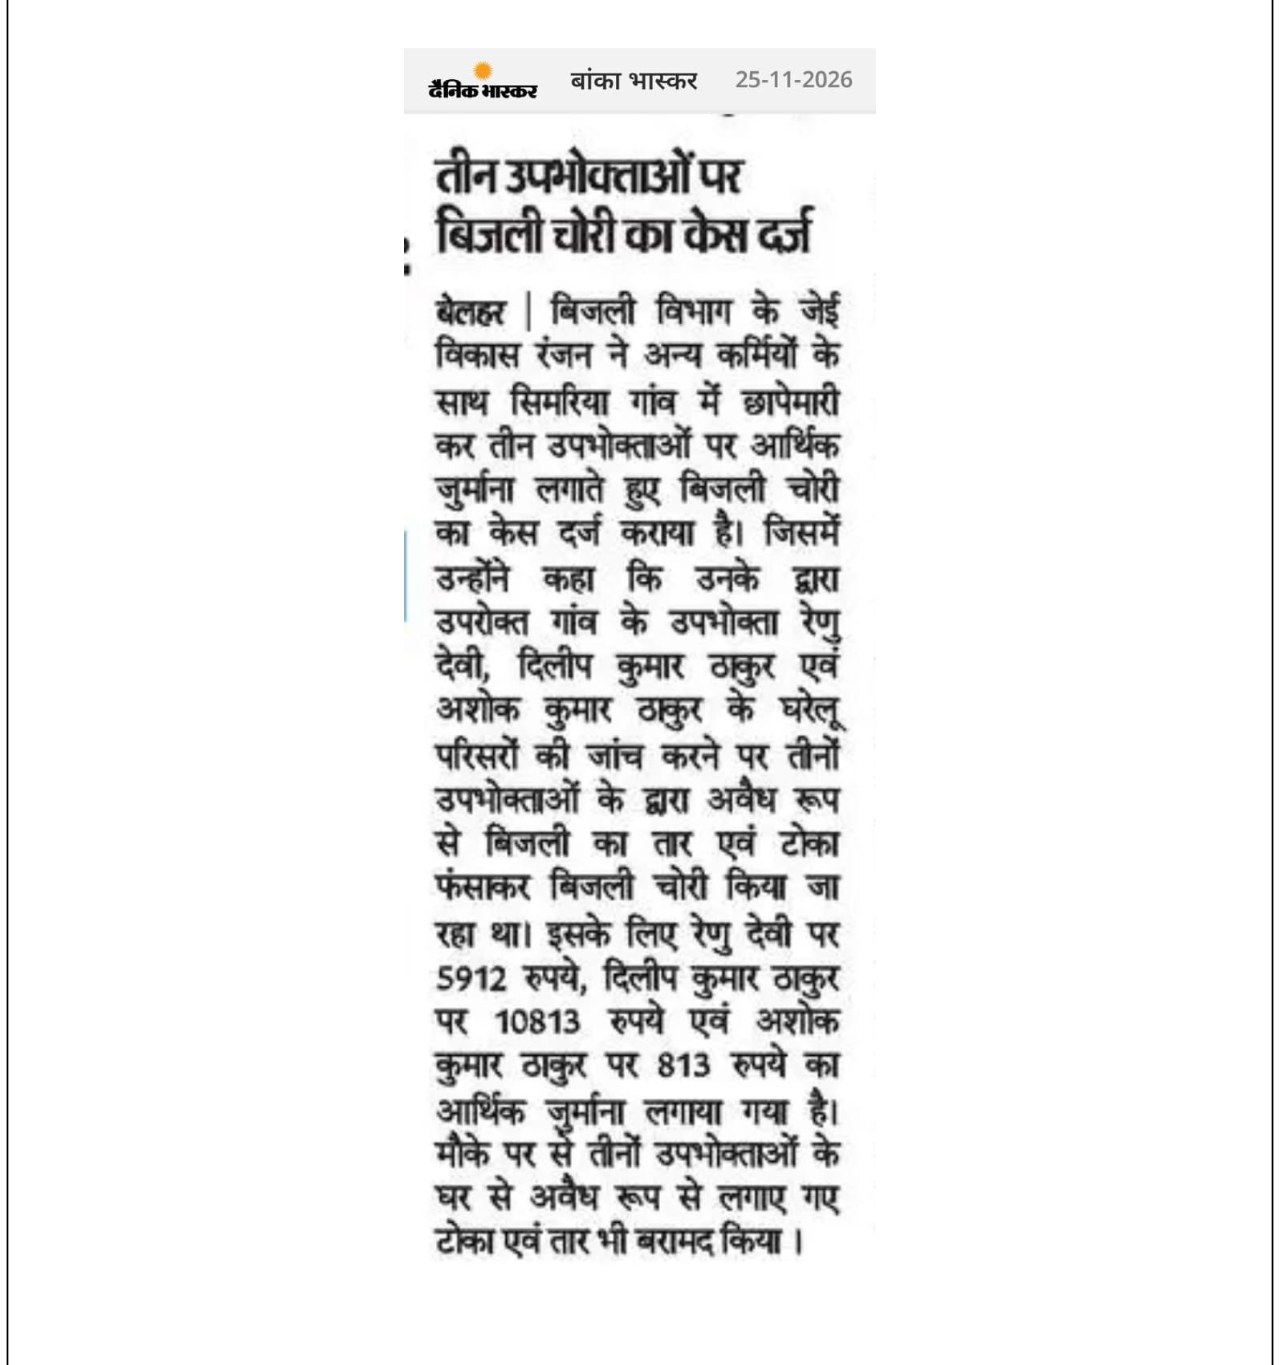 दैनिक भास्कर बांका भास्कर 25-11-2026
तीन उपभोक्ताओं पर
बिजली चोरी का केस दर्ज
बेलहर | बिजली विभाग के जेई
विकास रंजन ने अन्य कर्मियों के
साथ सिमरिया गांव में छापेमारी
कर तीन उपभोक्ताओं पर आर्थिक
जुर्माना लगाते हुए बिजली चोरी
का केस दर्ज कराया है। जिसमें
उन्होंने कहा कि उनके द्वारा
उपरोक्त गांव के उपभोक्ता रेणु
देवी, दिलीप कुमार ठाकुर एवं
अशोक कुमार ठाकुर के घरेलू
परिसरों की जांच करने पर तीनों
उपभोक्ताओं के द्वारा अवैध रूप
से बिजली का तार एवं टोका
फंसाकर बिजली चोरी किया जा
रहा था। इसके लिए रेणु देवी पर
5912 रुपये, दिलीप कुमार ठाकुर
पर 10813 रुपये एवं अशोक
कुमार ठाकुर पर 813 रुपये का
आर्थिक जुर्माना लगाया गया है।
मौके पर से तीनों उपभोक्ताओं के
घर से अवैध रूप से लगाए गए
टोका एवं तार भी बरामद किया ।